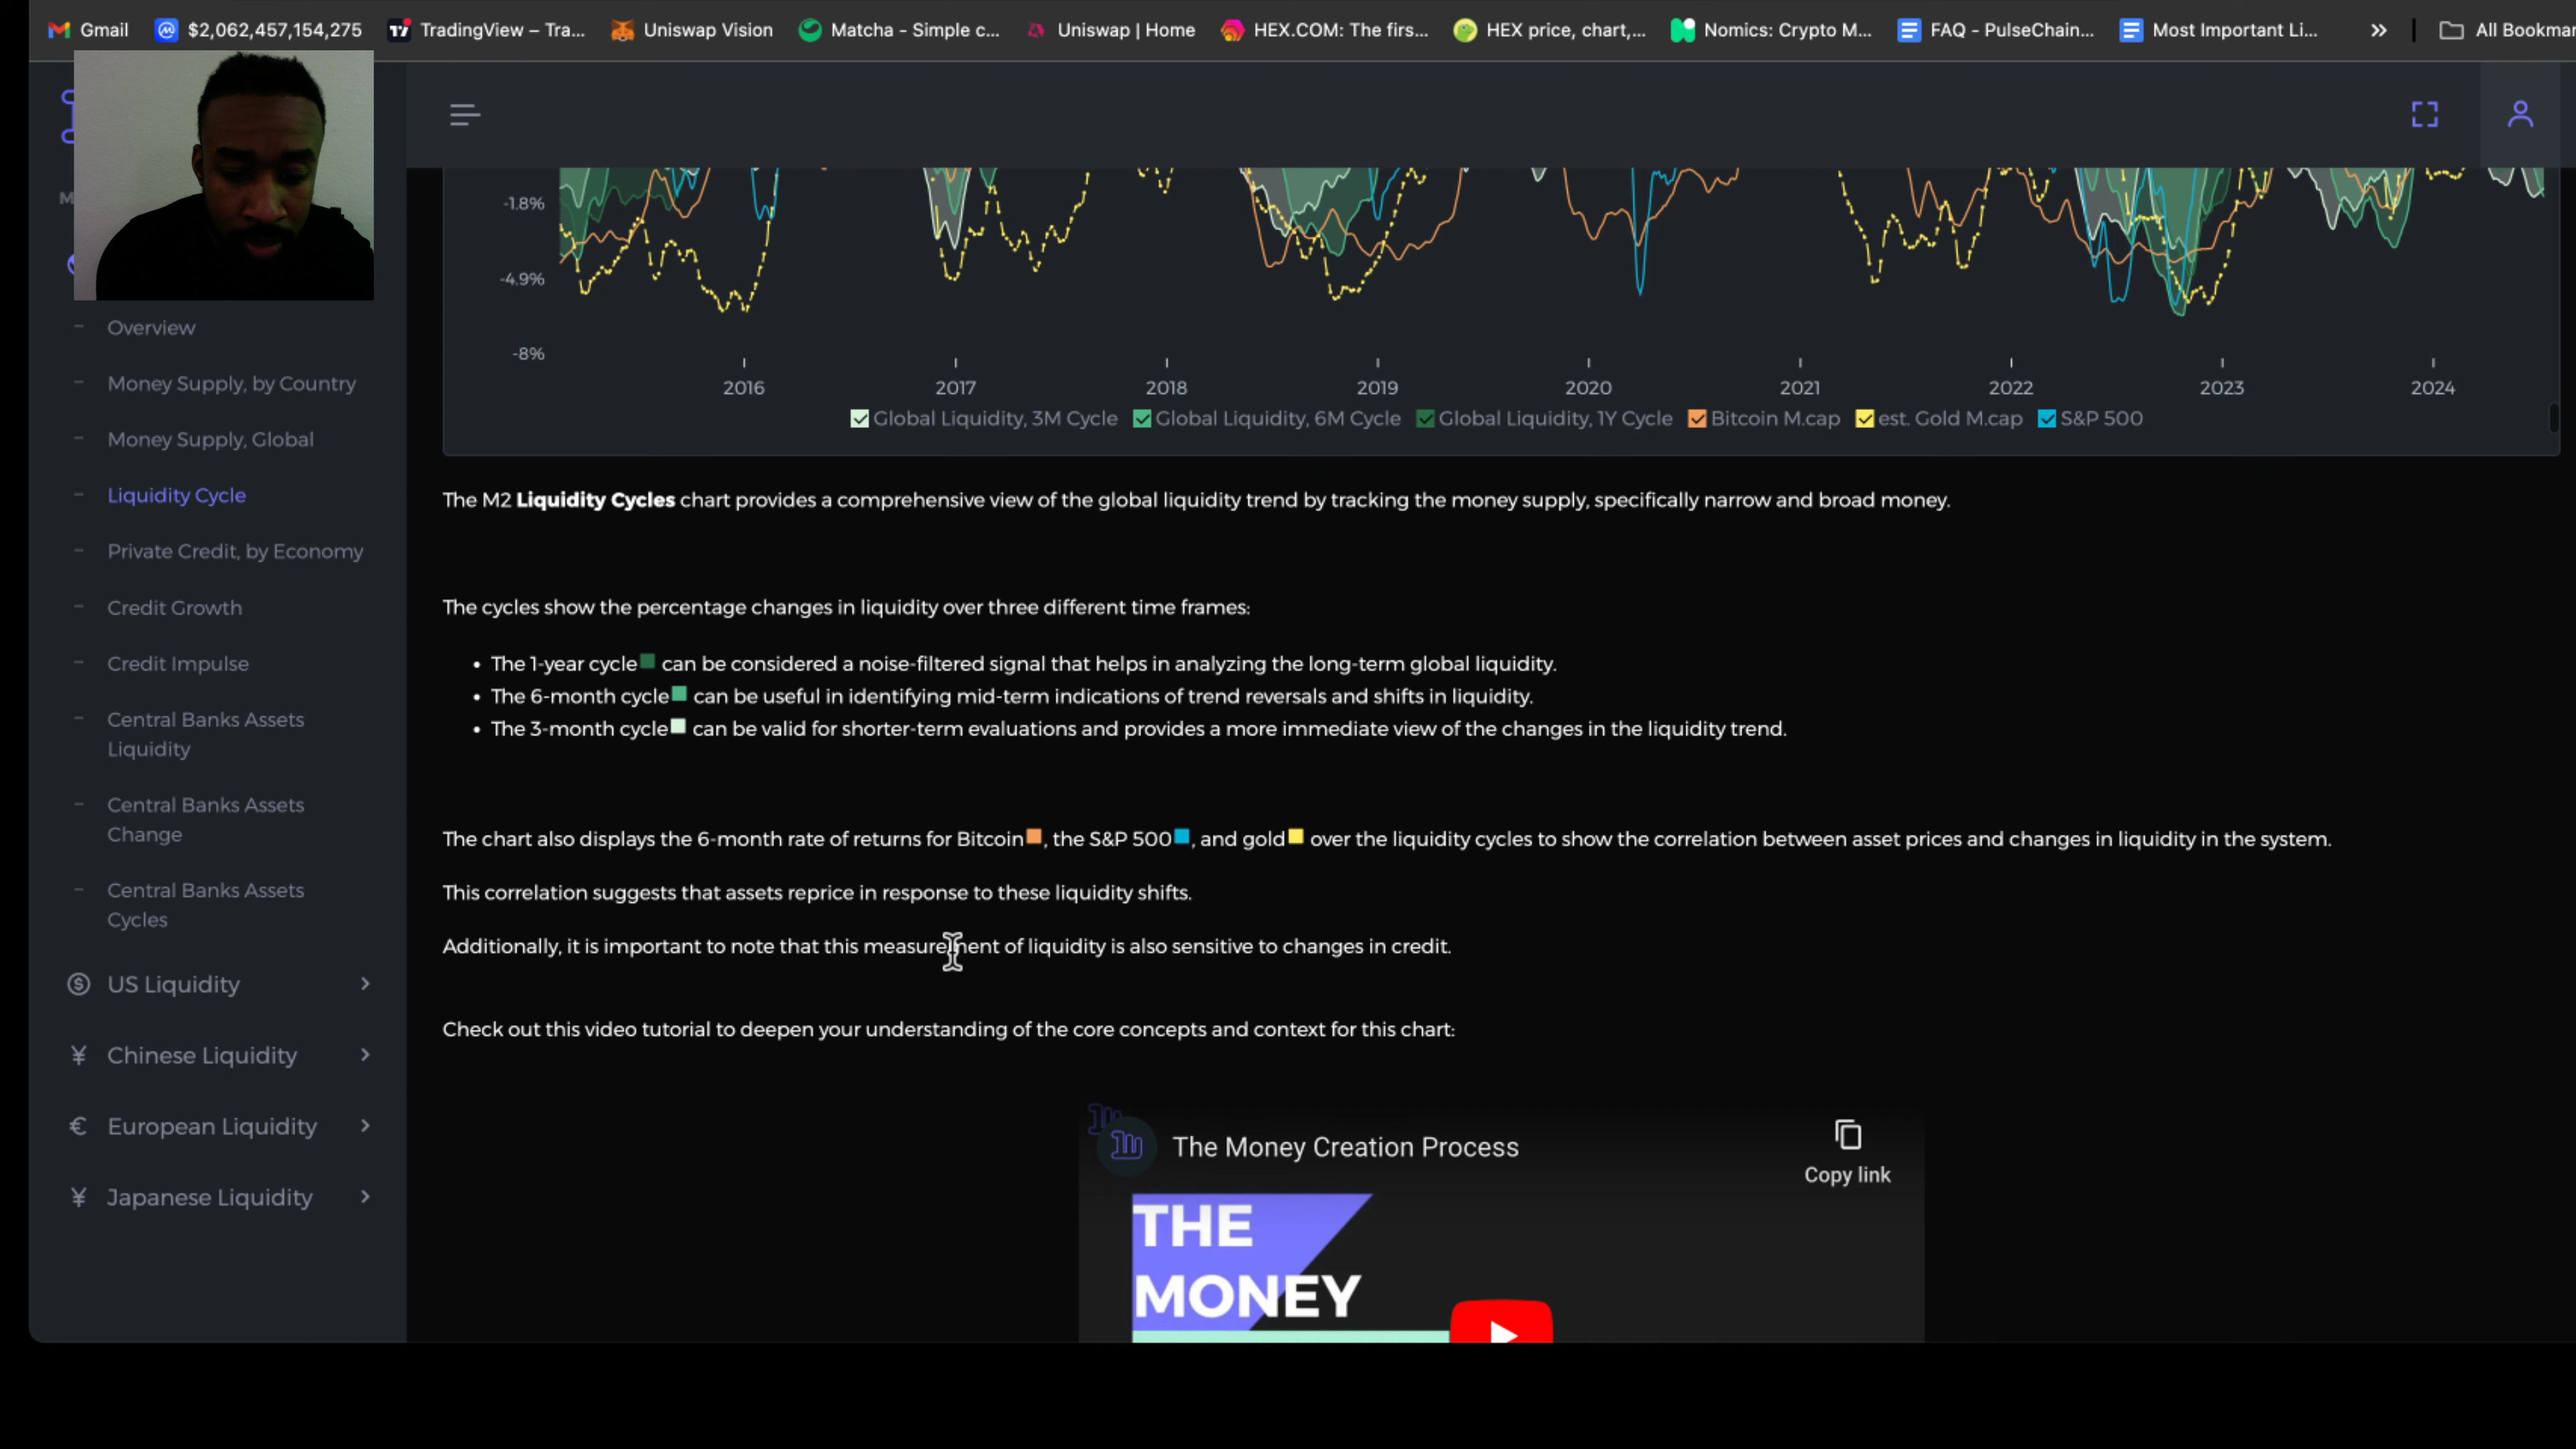 Gmail
$2,062,457,154,275
TradingView – Tra...
Uniswap Vision
Matcha - Simple c...
Uniswap | Home
HEX.COM: The firs...
HEX price, chart,...
Nomics: Crypto M...
FAQ - PulseChain...
Most Important Li...
»
All Bookmar
Overview
Money Supply, by Country
Money Supply, Global
Liquidity Cycle
Private Credit, by Economy
Credit Growth
Credit Impulse
Central Banks Assets
Liquidity
Central Banks Assets
Change
Central Banks Assets
Cycles
US Liquidity
Chinese Liquidity
European Liquidity
Japanese Liquidity
-1.8%
-4.9%
-8%
2016 2017 2018 2019 2020 2021 2022 2023 2024
Global Liquidity, 3M Cycle Global Liquidity, 6M Cycle Global Liquidity, 1Y Cycle Bitcoin M.cap est. Gold M.cap S&P 500
The M2 Liquidity Cycles chart provides a comprehensive view of the global liquidity trend by tracking the money supply, specifically narrow and broad money.
The cycles show the percentage changes in liquidity over three different time frames:
• The 1-year cycle can be considered a noise-filtered signal that helps in analyzing the long-term global liquidity.
• The 6-month cycle can be useful in identifying mid-term indications of trend reversals and shifts in liquidity.
• The 3-month cycle can be valid for shorter-term evaluations and provides a more immediate view of the changes in the liquidity trend.
The chart also displays the 6-month rate of returns for Bitcoin, the S&P 500, and gold over the liquidity cycles to show the correlation between asset prices and changes in liquidity in the system.
This correlation suggests that assets reprice in response to these liquidity shifts.
Additionally, it is important to note that this measurement of liquidity is also sensitive to changes in credit.
Check out this video tutorial to deepen your understanding of the core concepts and context for this chart:
The Money Creation Process
Copy link
THE
MONEY